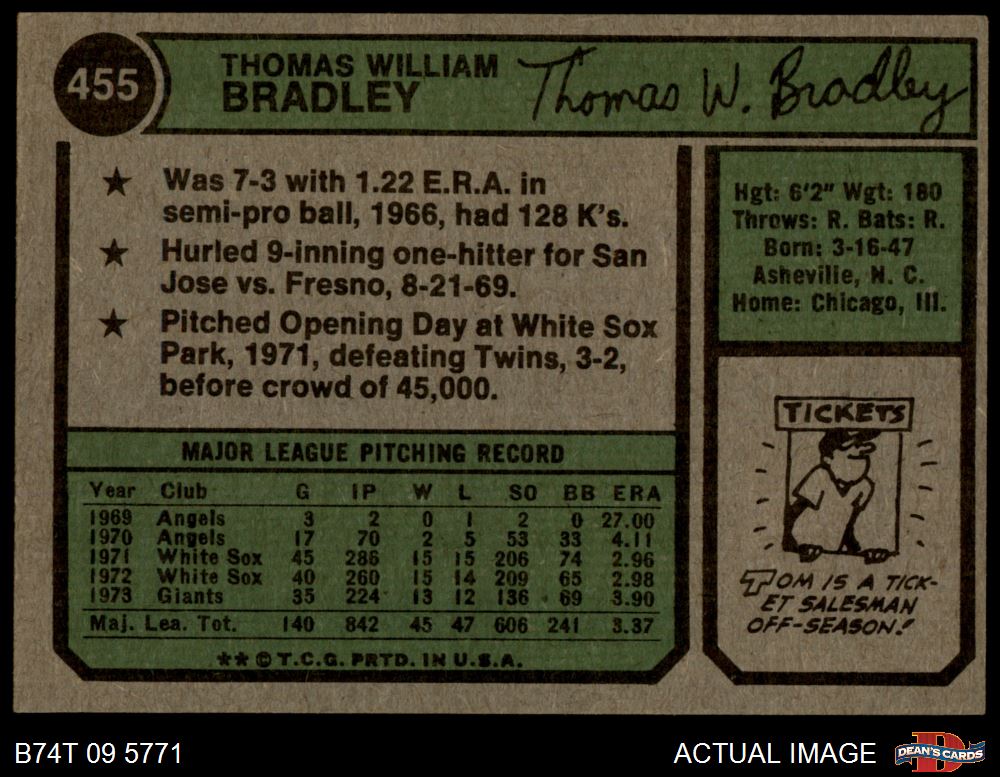 455
THOMAS WILLIAM
BRADLEY
Thomas W. Bradley
★ Was 7-3 with 1.22 E.R.A. in
semi-pro ball, 1966, had 128 K's.
★ Hurled 9-inning one-hitter for San
Jose vs. Fresno, 8-21-69.
★ Pitched Opening Day at White Sox
Park, 1971, defeating Twins, 3-2,
before crowd of 45,000.
Hgt: 6'2" Wgt: 180
Throws: R. Bats: R.
Born: 3-16-47
Asheville, N. C.
Home: Chicago, Ill.
MAJOR LEAGUE PITCHING RECORD
Year Club G IP W L SO BB ERA
1969 Angels 3 2 0 1 2 0 27.00
1970 Angels 17 70 2 5 53 33 4.11
1971 White Sox 45 286 15 15 206 74 2.96
1972 White Sox 40 260 15 14 209 65 2.98
1973 Giants 35 224 13 12 136 69 3.90
Maj. Lea. Tot. 140 842 45 47 606 241 3.37
** © T.C.G. PRTD. IN U.S.A.
TICKETS
TOM IS A TICK-
ET SALESMAN
OFF-SEASON!
B74T 09 5771
ACTUAL IMAGE
DEAN'S CARDS